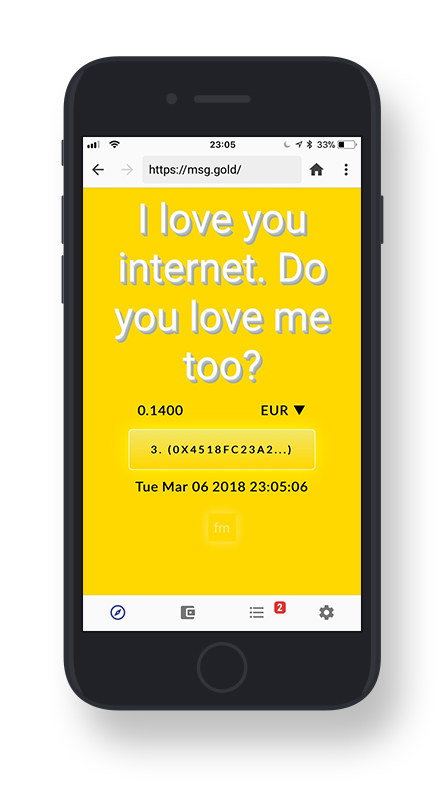 23:05 33%
https://msg.gold/
I love you
internet. Do
you love me
too?
0.1400 EUR ▼
3. (0X4518FC23A2...)
Tue Mar 06 2018 23:05:06
fm
2